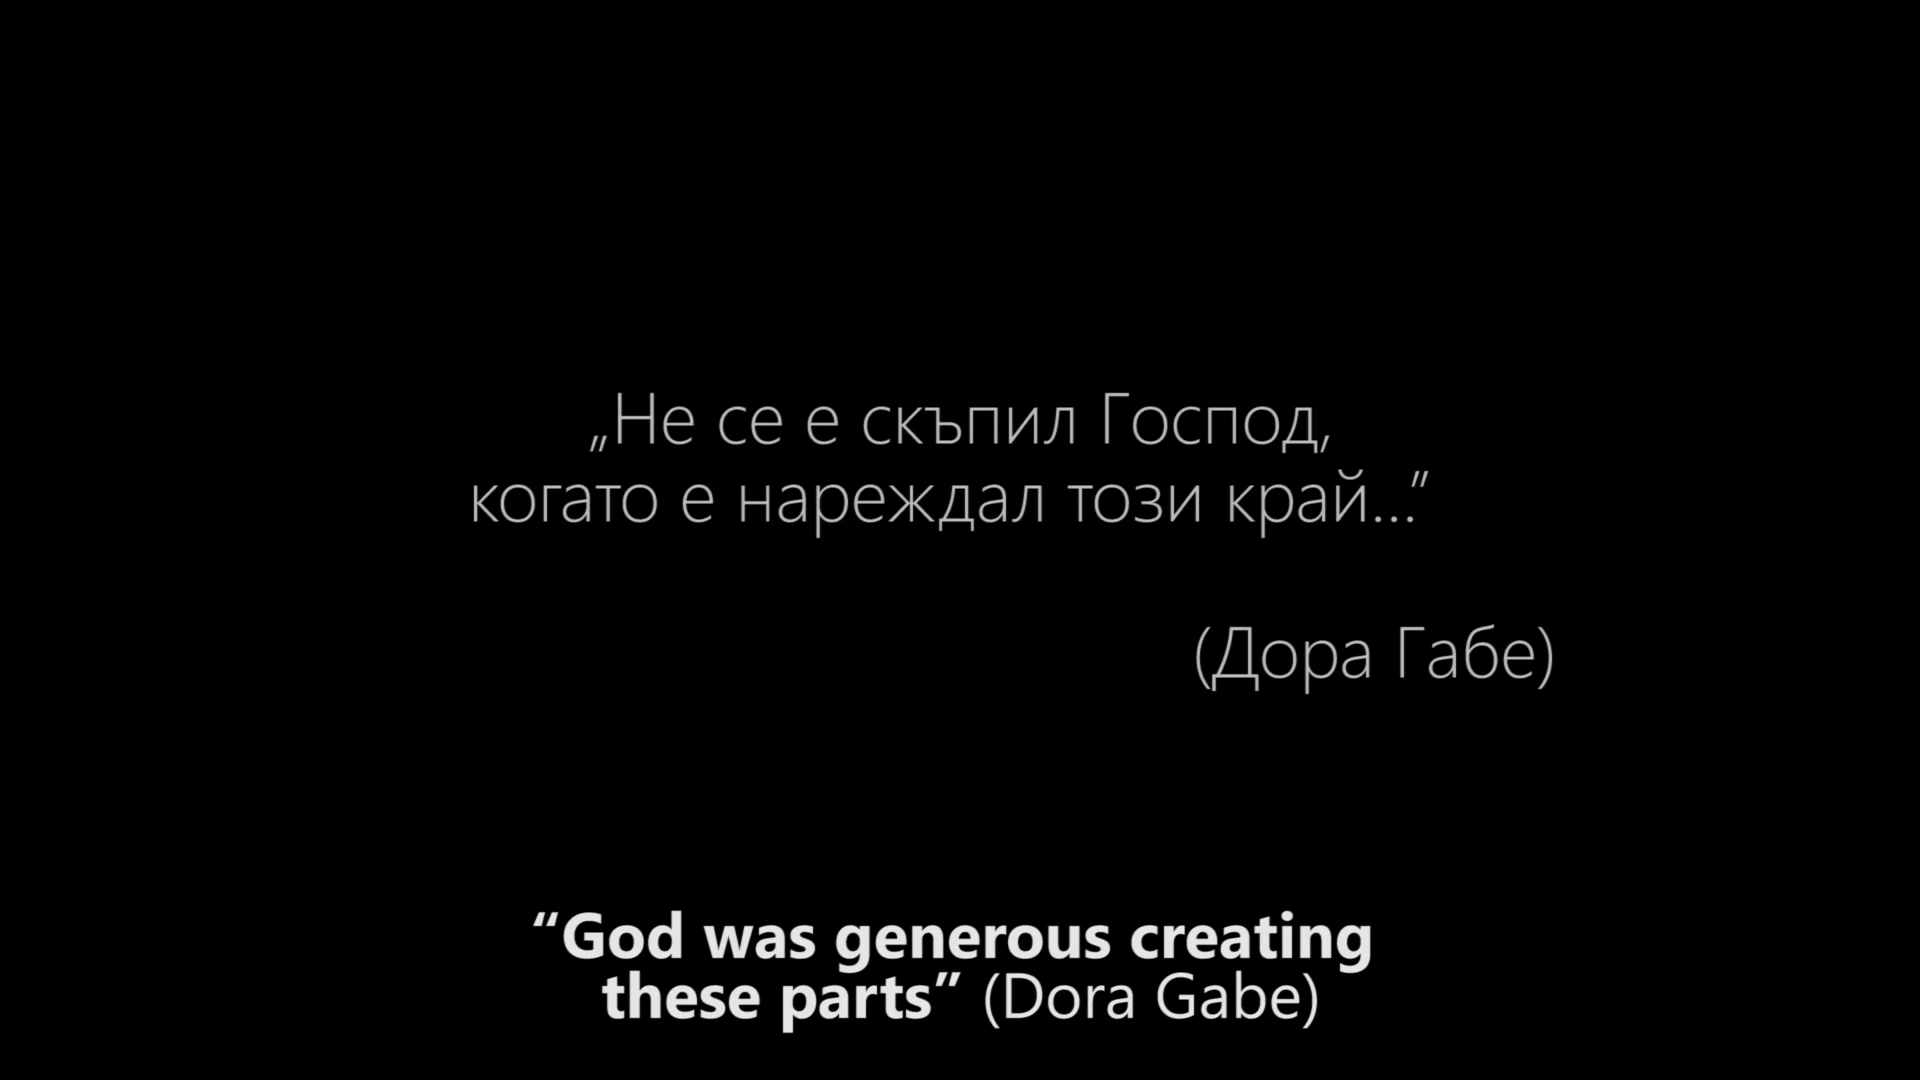 „Не се е скъпил Господ,
когато е нареждал този край...”
(Дора Габе)
“God was generous creating
these parts” (Dora Gabe)